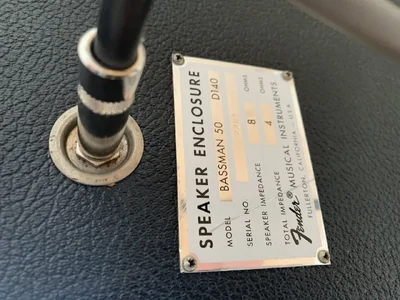 SPEAKER ENCLOSURE
MODEL BASSMAN 50 D140
SERIAL NO.
SPEAKER IMPEDANCE 8 OHMS
TOTAL IMPEDANCE 4 OHMS
Fender® MUSICAL INSTRUMENTS
FULLERTON, CALIFORNIA U.S.A.